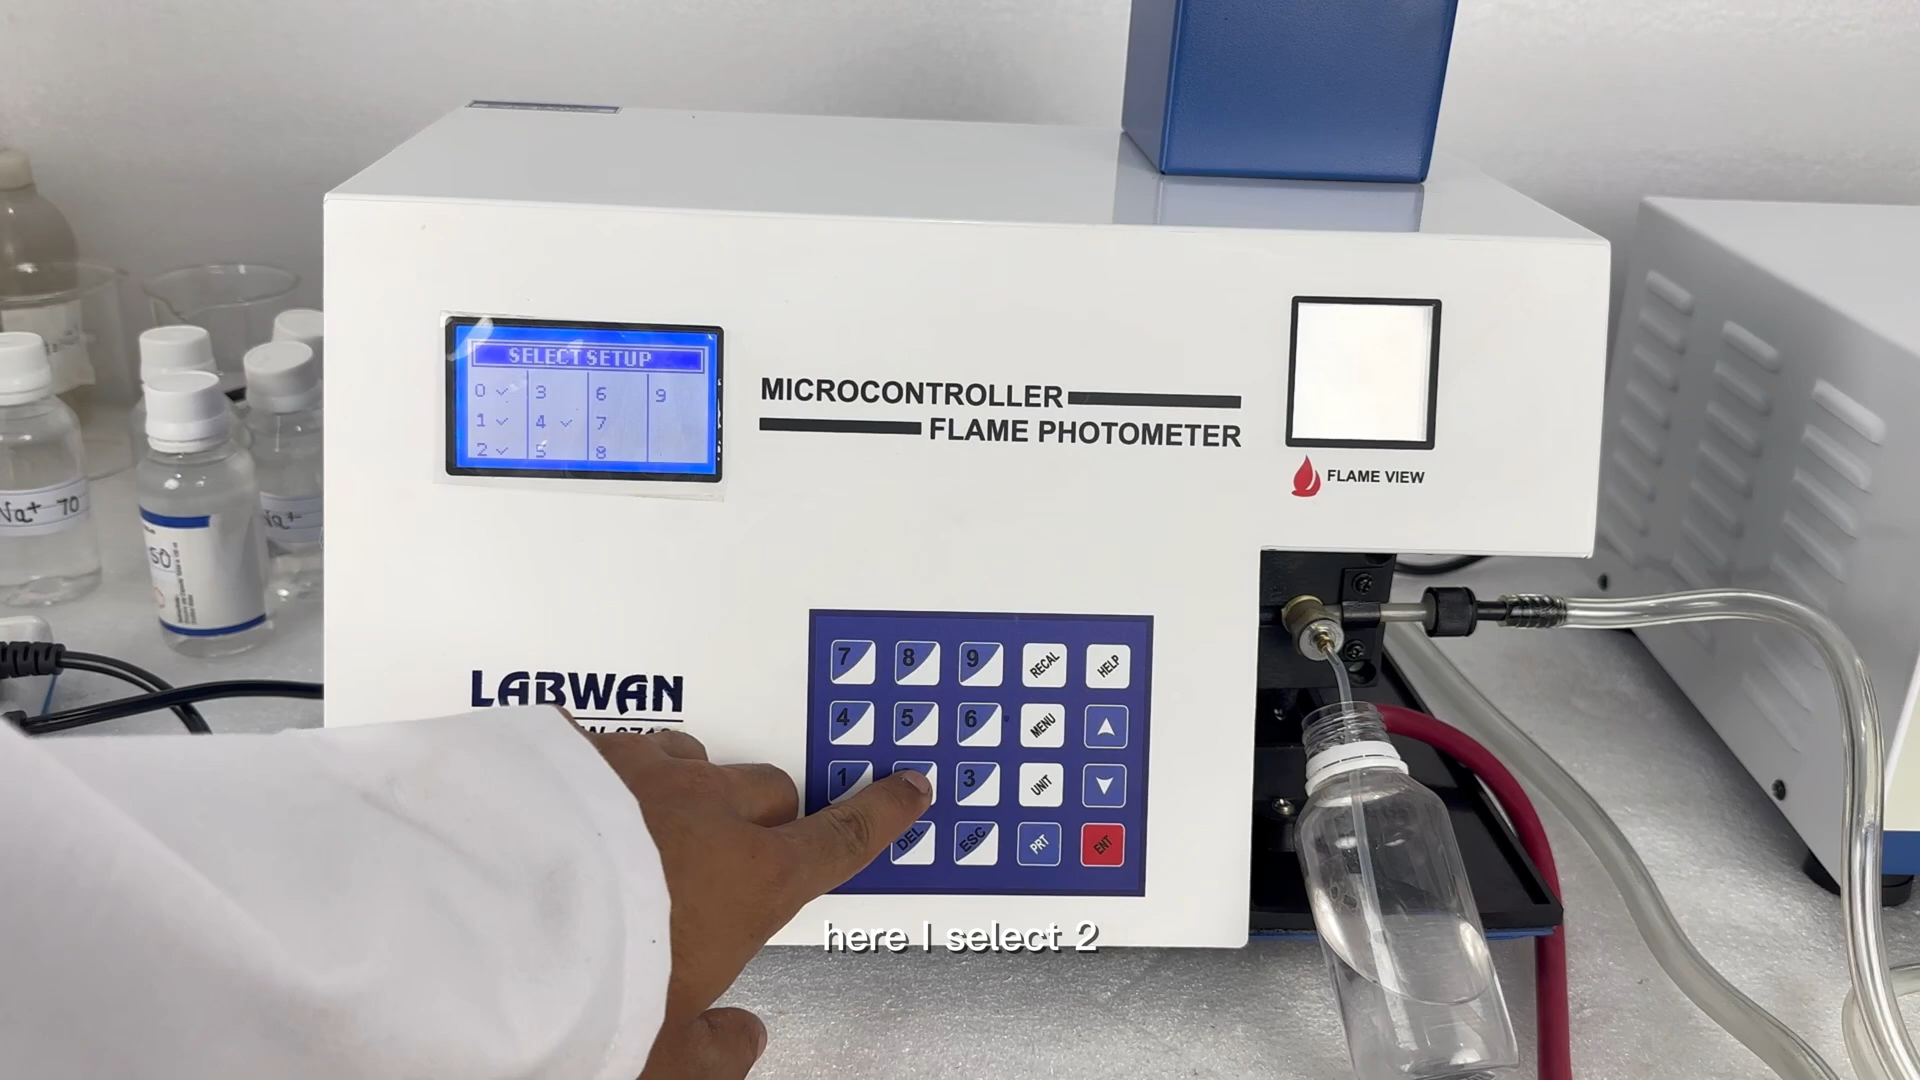 SELECT SETUP
0 ✓ 3 6 9
1 ✓ 4 ✓ 7
2 ✓ 5 8
MICROCONTROLLER
FLAME PHOTOMETER
FLAME VIEW
Na+ 70
50
Na+
LABWAN
7 8 9 RECAL HELP
4 5 6 MENU
1 3 UNIT
DEL ESC PRT ENT
here I select 2